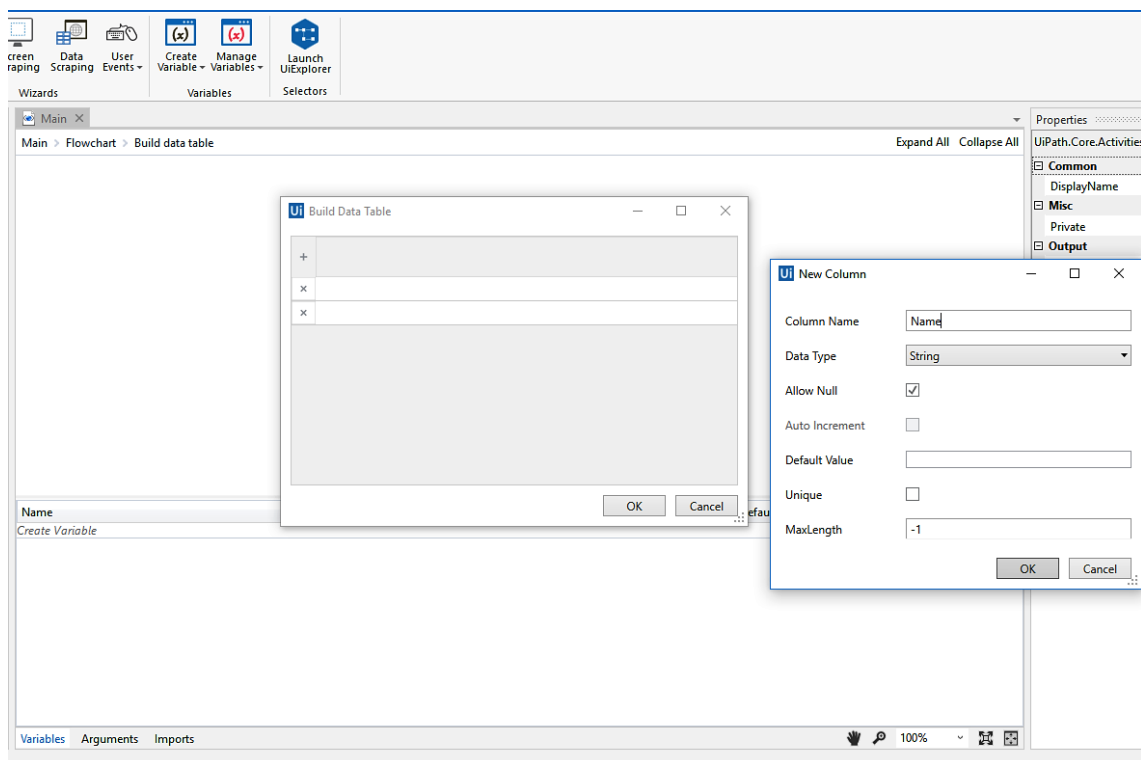 creen
raping
Data
Scraping
User
Events
Create
Variable
Manage
Variables
Launch
UiExplorer
Wizards
Variables
Selectors
Main
Main > Flowchart > Build data table
Expand All Collapse All
Properties
UiPath.Core.Activities
Common
DisplayName
Misc
Private
Output
Ui Build Data Table
OK Cancel
Ui New Column
Column Name Name
Data Type String
Allow Null
Auto Increment
Default Value
Unique
MaxLength -1
OK Cancel
Name
efau
Create Variable
Variables Arguments Imports
100%